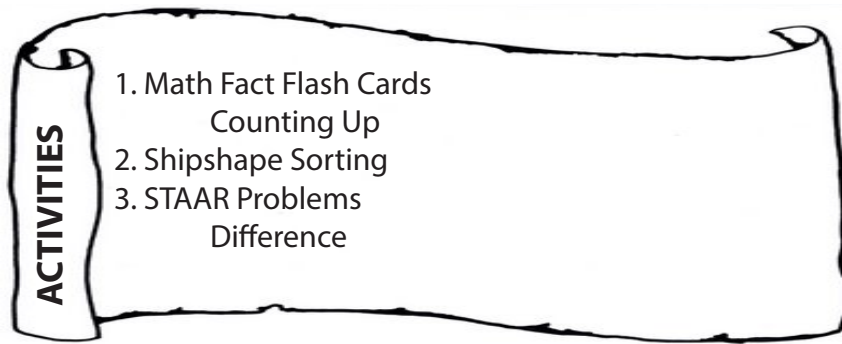 ACTIVITIES
1. Math Fact Flash Cards
Counting Up
2. Shipshape Sorting
3. STAAR Problems
Difference